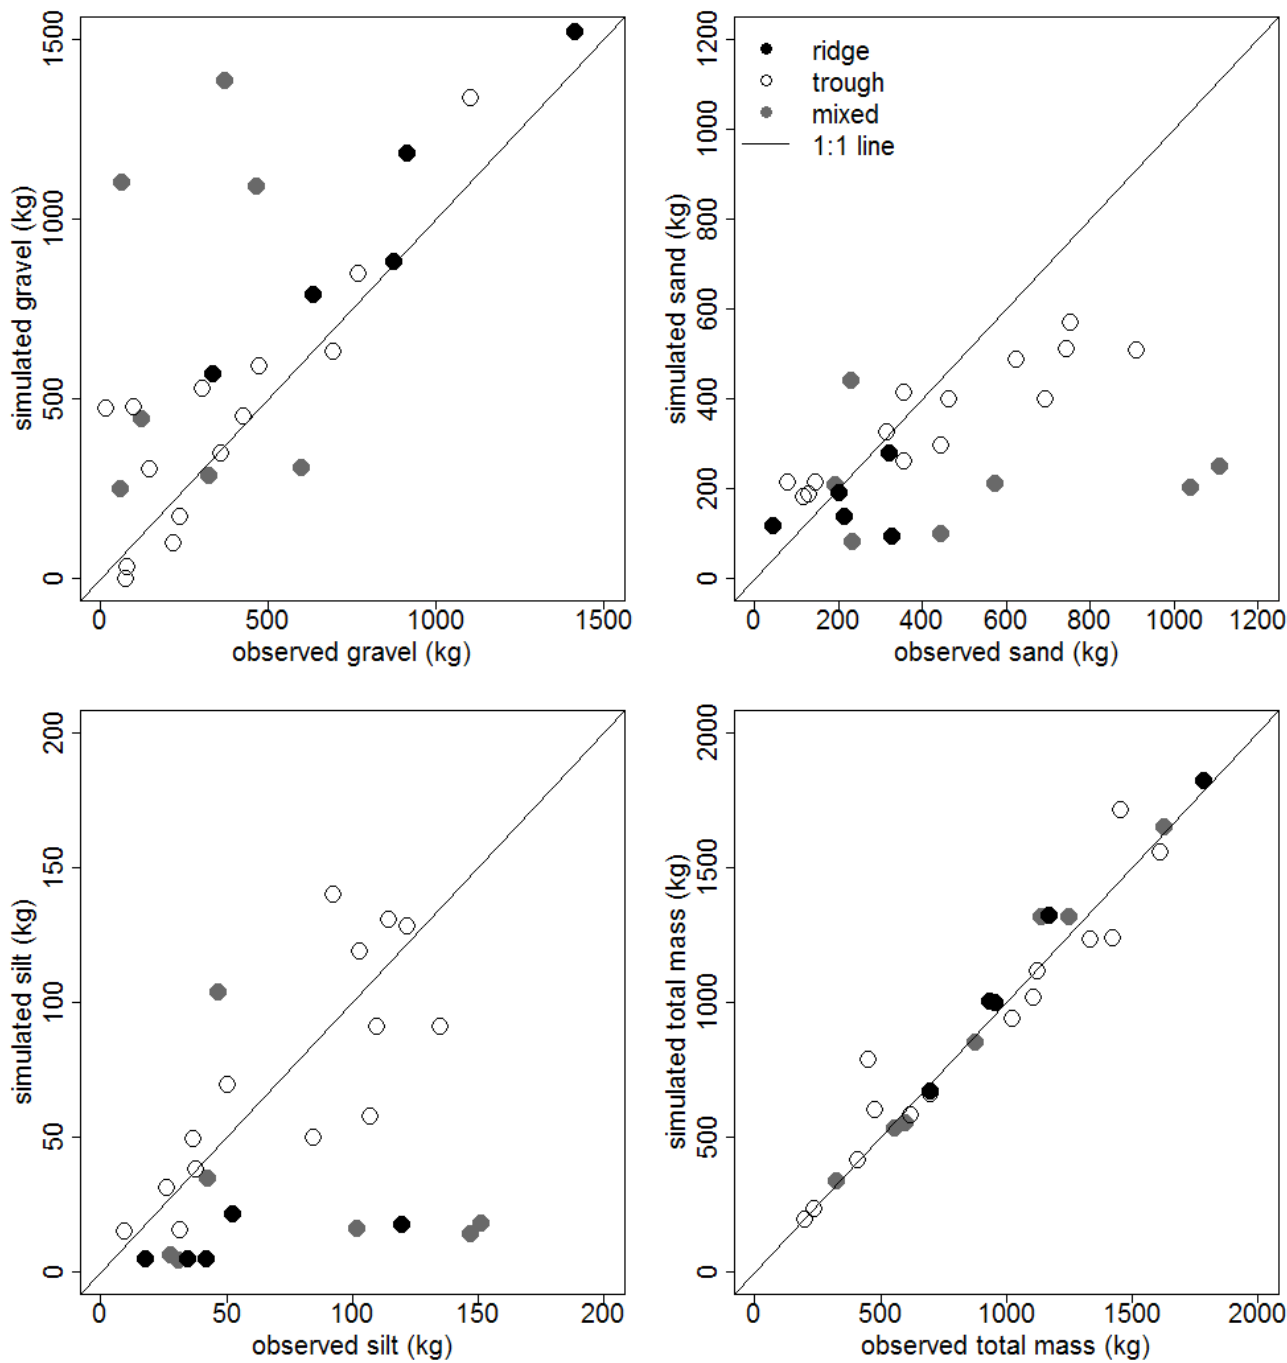 simulated gravel (kg)
0 500 1000 1500
0 500 1000 1500
observed gravel (kg)
simulated sand (kg)
0 200 400 600 800 1000 1200
ridge
trough
mixed
1:1 line
0 200 400 600 800 1000 1200
observed sand (kg)
simulated silt (kg)
0 50 100 150 200
0 50 100 150 200
observed silt (kg)
simulated total mass (kg)
0 500 1000 1500 2000
0 500 1000 1500 2000
observed total mass (kg)